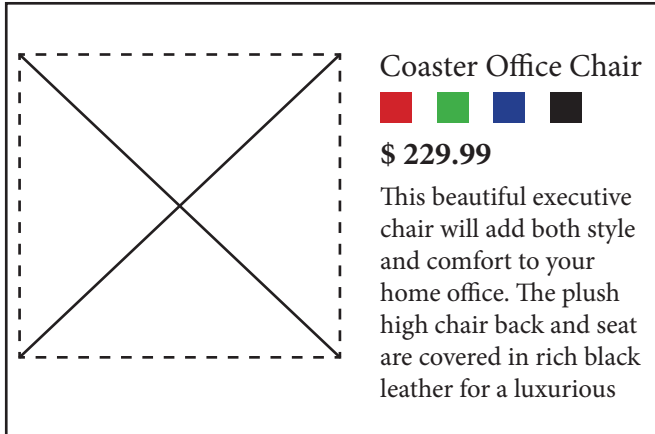 Coaster Office Chair
$ 229.99
This beautiful executive
chair will add both style
and comfort to your
home office. The plush
high chair back and seat
are covered in rich black
leather for a luxurious